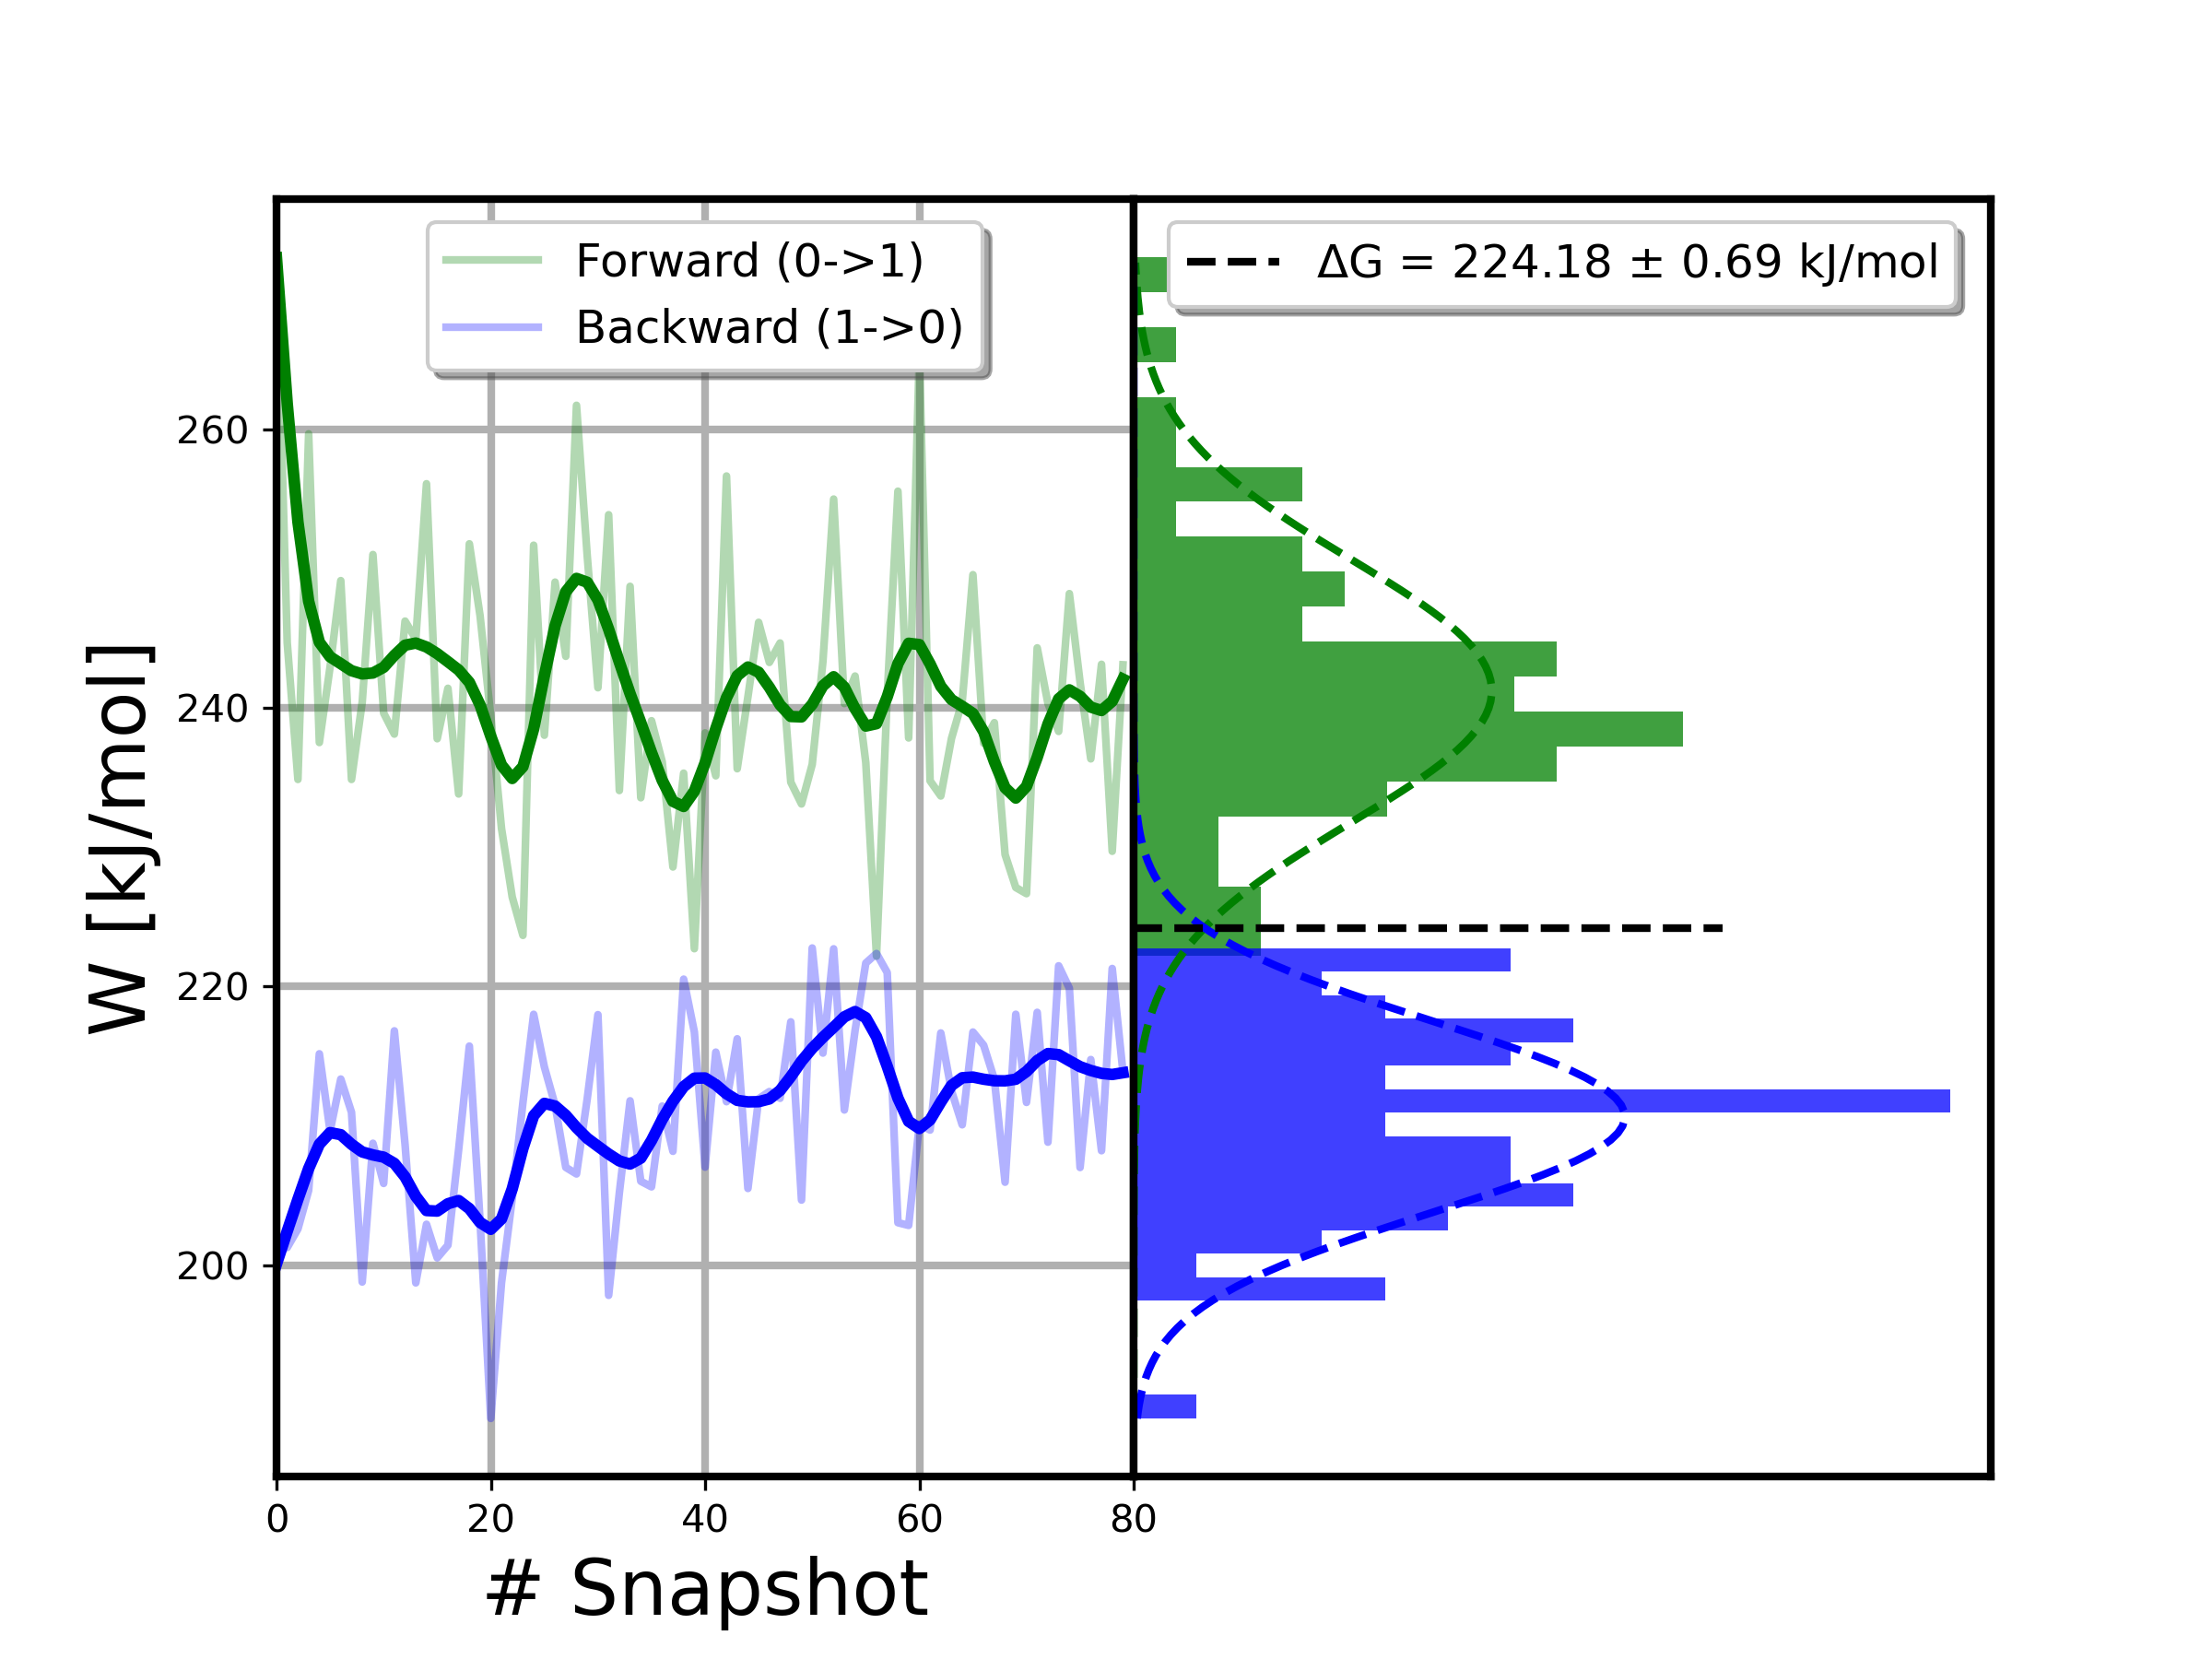 Forward (0->1)
Backward (1->0)
ΔG = 224.18 ± 0.69 kJ/mol
W [kJ/mol]
260
240
220
200
0 20 40 60 80
# Snapshot